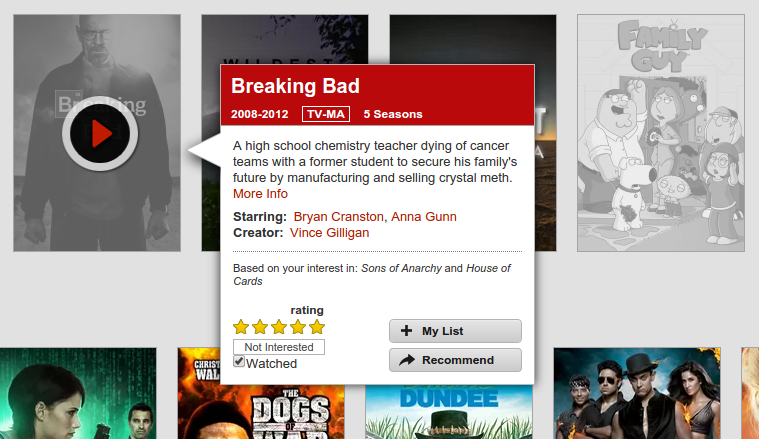 WILDEST
FAMILY
GUY
Breaking
Breaking Bad
2008-2012 TV-MA 5 Seasons
A high school chemistry teacher dying of cancer
teams with a former student to secure his family's
future by manufacturing and selling crystal meth.
More Info
Starring: Bryan Cranston, Anna Gunn
Creator: Vince Gilligan
Based on your interest in: Sons of Anarchy and House of
Cards
rating
Not Interested
Watched
My List
Recommend
THE
DOGS
OF
WAR
DUNDEE